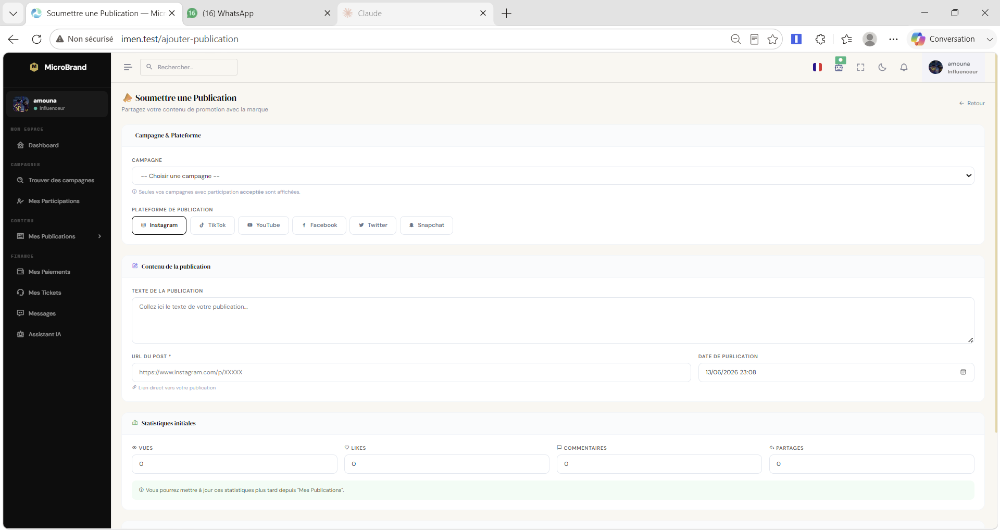 Soumettre une Publication — Micr
16
(16) WhatsApp
Claude
Non sécurisé
imen.test/ajouter-publication
Conversation
M
MicroBrand
Rechercher...
amouna
Influenceur
amouna
Influenceur
MON ESPACE
Dashboard
CAMPAGNES
Trouver des campagnes
Mes Participations
CONTENU
Mes Publications
FINANCE
Mes Paiements
Mes Tickets
Messages
Assistant IA
Soumettre une Publication
Partagez votre contenu de promotion avec la marque
← Retour
Campagne & Plateforme
CAMPAGNE
-- Choisir une campagne --
Seules vos campagnes avec participation acceptée sont affichées.
PLATEFORME DE PUBLICATION
Instagram
TikTok
YouTube
Facebook
Twitter
Snapchat
Contenu de la publication
TEXTE DE LA PUBLICATION
Collez ici le texte de votre publication...
URL DU POST *
DATE DE PUBLICATION
https://www.instagram.com/p/XXXXX
13/06/2026 23:08
Lien direct vers votre publication
Statistiques initiales
VUES
LIKES
COMMENTAIRES
PARTAGES
0
0
0
0
Vous pourrez mettre à jour ces statistiques plus tard depuis "Mes Publications".